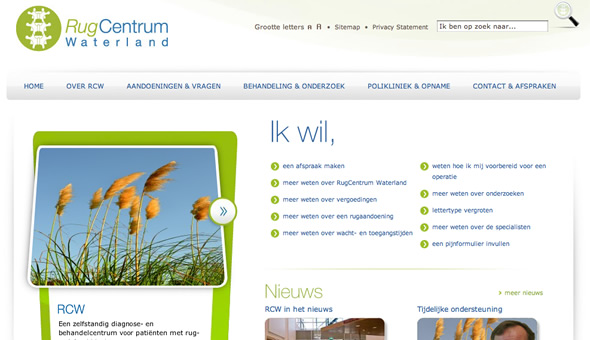 RugCentrum
Waterland
Grootte letters A A • Sitemap • Privacy Statement
Ik ben op zoek naar...
HOME OVER RCW AANDOENINGEN & VRAGEN BEHANDELING & ONDERZOEK POLIKLINIEK & OPNAME CONTACT & AFSPRAKEN
Ik wil,
een afspraak maken
meer weten over RugCentrum Waterland
meer weten over vergoedingen
meer weten over een rugaandoening
meer weten over wacht- en toegangstijden
weten hoe ik mij voorbereid voor een
operatie
meer weten over onderzoeken
lettertype vergroten
meer weten over de specialisten
een pijnformulier invullen
RCW
Een zelfstandig diagnose- en
behandelcentrum voor patiënten met rug-
Nieuws
meer nieuws
RCW in het nieuws
Tijdelijke ondersteuning